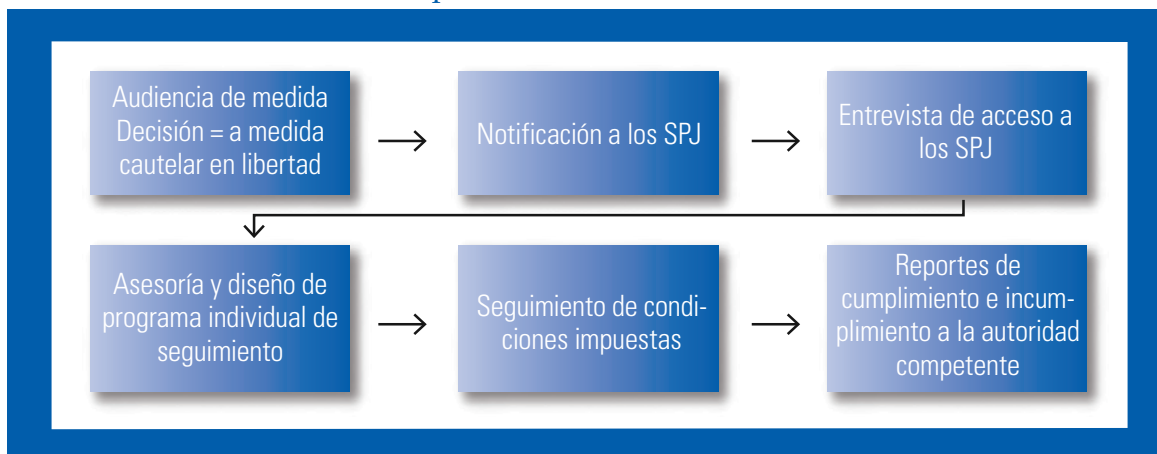 Audiencia de medida
Decisión = a medida
cautelar en libertad
Notificación a los SPJ
Entrevista de acceso a
los SPJ
Asesoría y diseño de
programa individual de
seguimiento
Seguimiento de condi-
ciones impuestas
Reportes de
cumplimiento e incum-
plimiento a la autoridad
competente